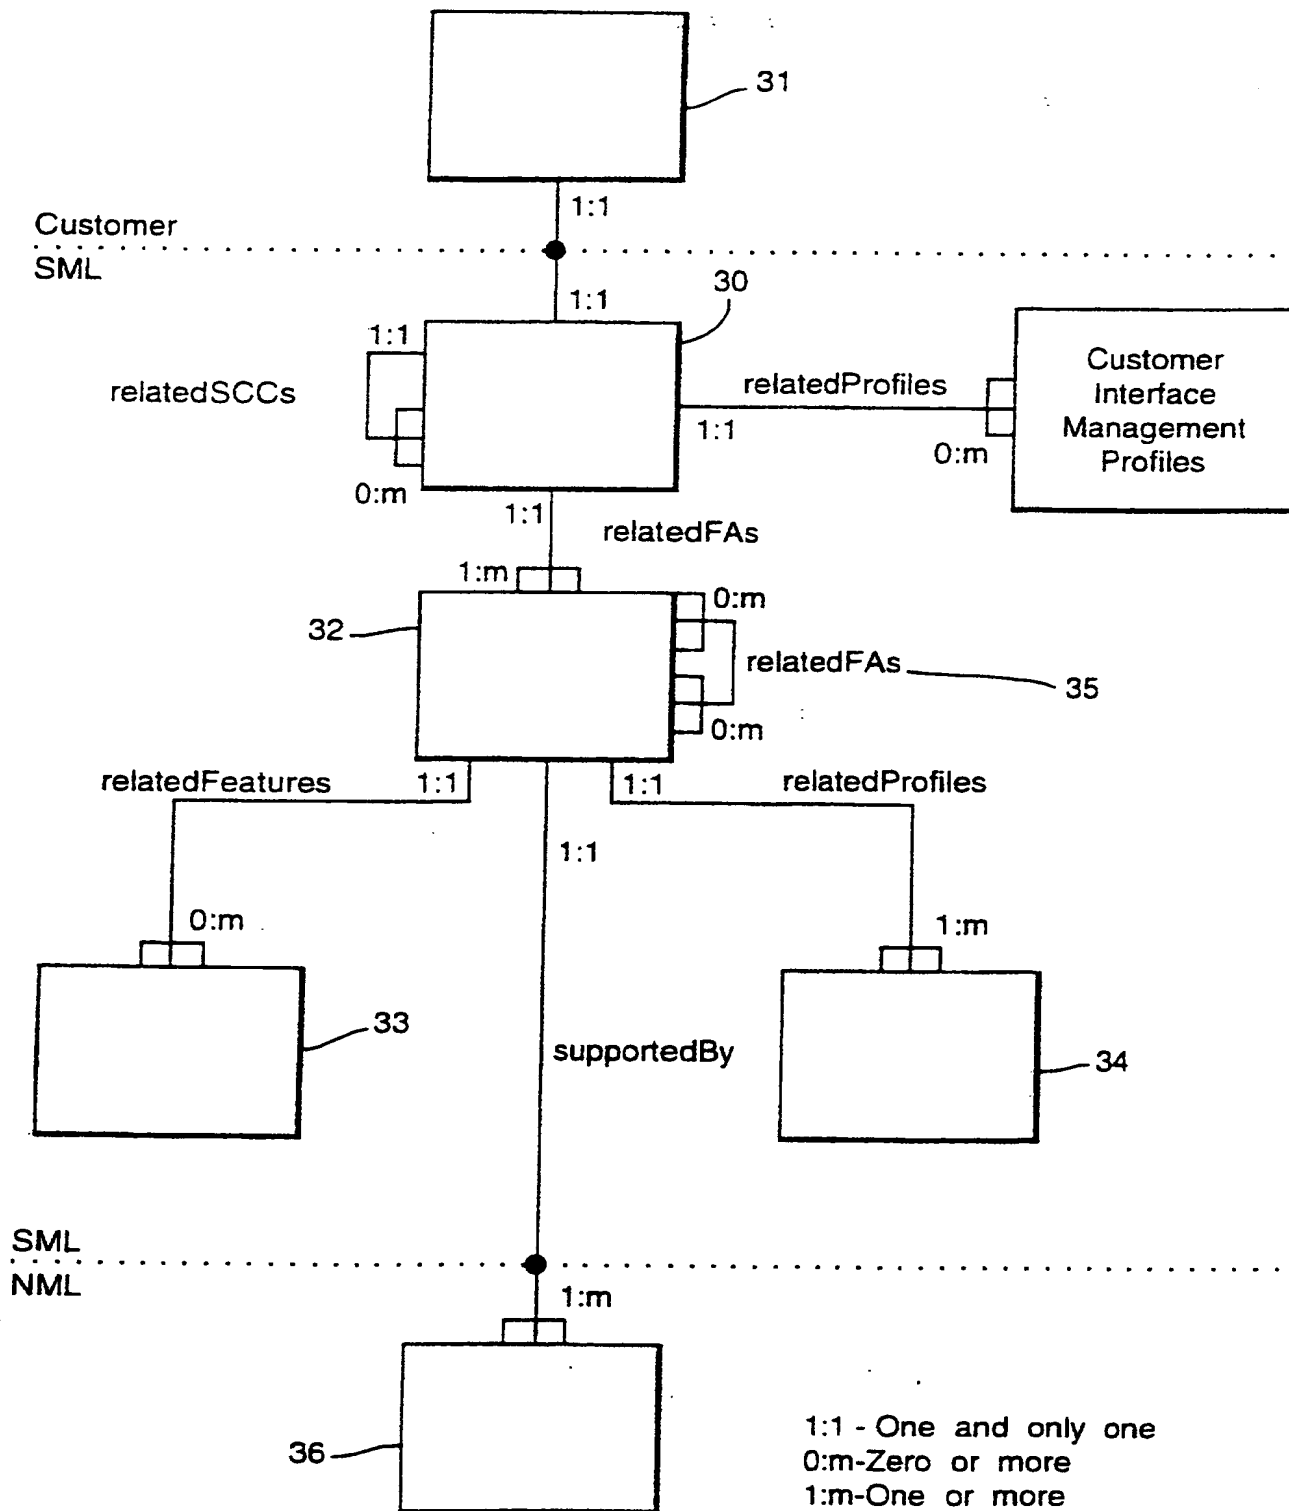 31
1:1
Customer
SML
1:1
30
1:1
relatedSCCs
0:m
relatedProfiles
1:1
0:m
Customer
Interface
Management
Profiles
1:1
relatedFAs
1:m
32
0:m
relatedFAs
35
0:m
relatedFeatures
1:1
1:1
relatedProfiles
1:1
0:m
1:m
33
supportedBy
34
SML
NML
1:m
36
1:1 - One and only one
0:m-Zero or more
1:m-One or more